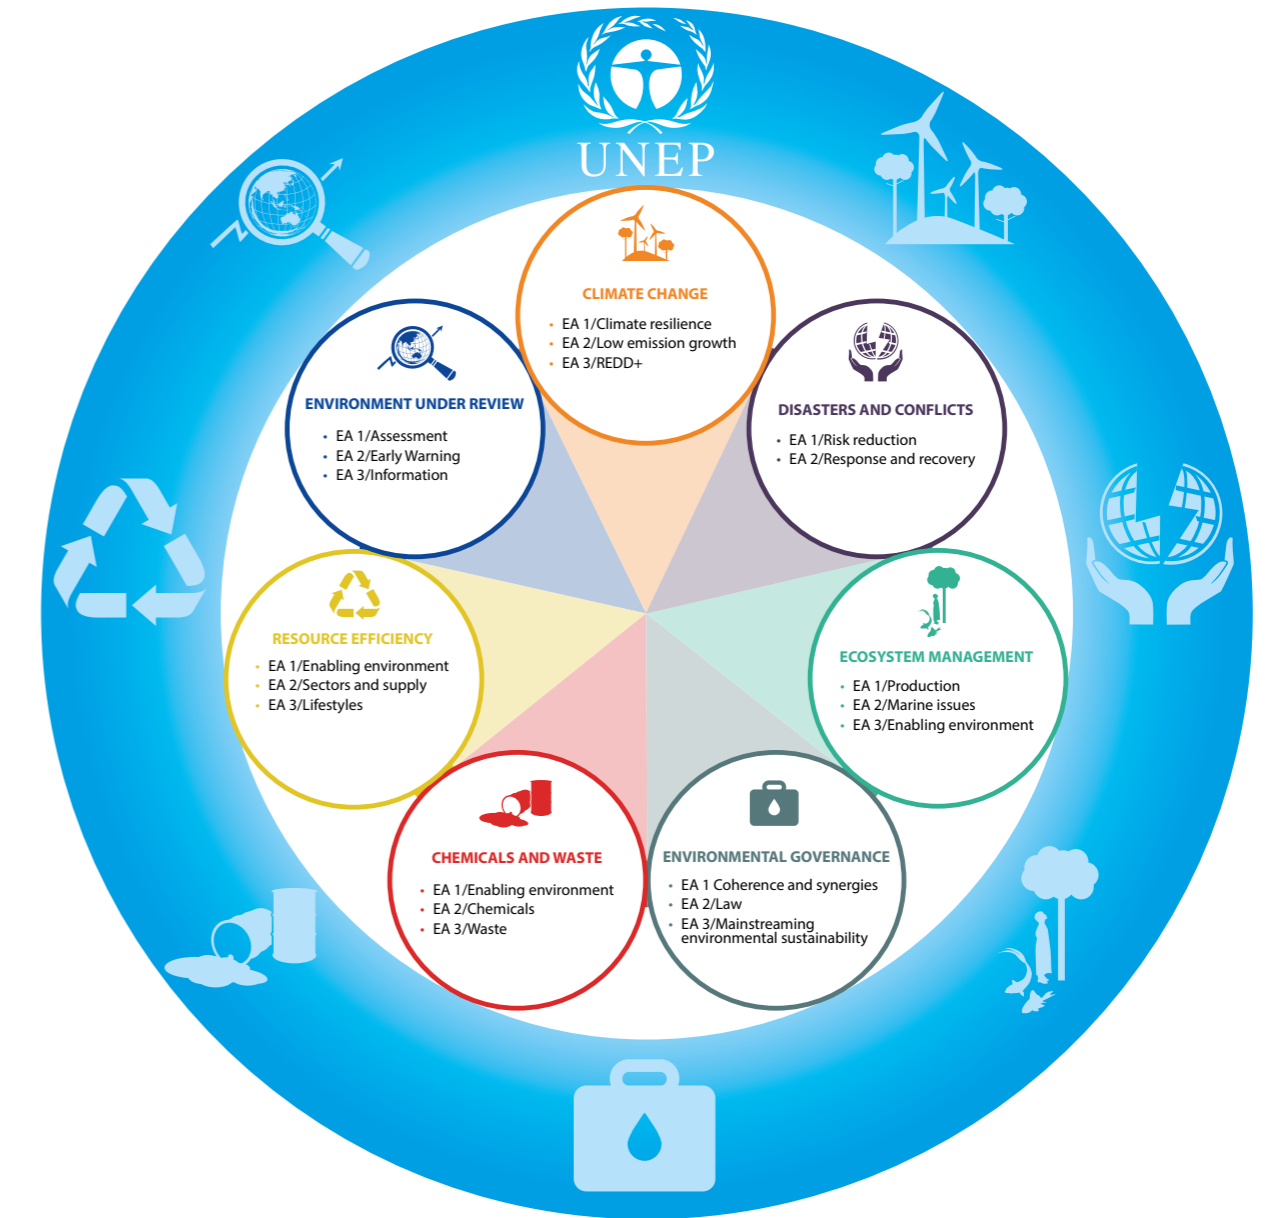 UNEP
CLIMATE CHANGE
• EA 1/Climate resilience
• EA 2/Low emission growth
• EA 3/REDD+
DISASTERS AND CONFLICTS
• EA 1/Risk reduction
• EA 2/Response and recovery
ECOSYSTEM MANAGEMENT
• EA 1/Production
• EA 2/Marine issues
• EA 3/Enabling environment
ENVIRONMENTAL GOVERNANCE
• EA 1 Coherence and synergies
• EA 2/Law
• EA 3/Mainstreaming
environmental sustainability
CHEMICALS AND WASTE
• EA 1/Enabling environment
• EA 2/Chemicals
• EA 3/Waste
RESOURCE EFFICIENCY
• EA 1/Enabling environment
• EA 2/Sectors and supply
• EA 3/Lifestyles
ENVIRONMENT UNDER REVIEW
• EA 1/Assessment
• EA 2/Early Warning
• EA 3/Information